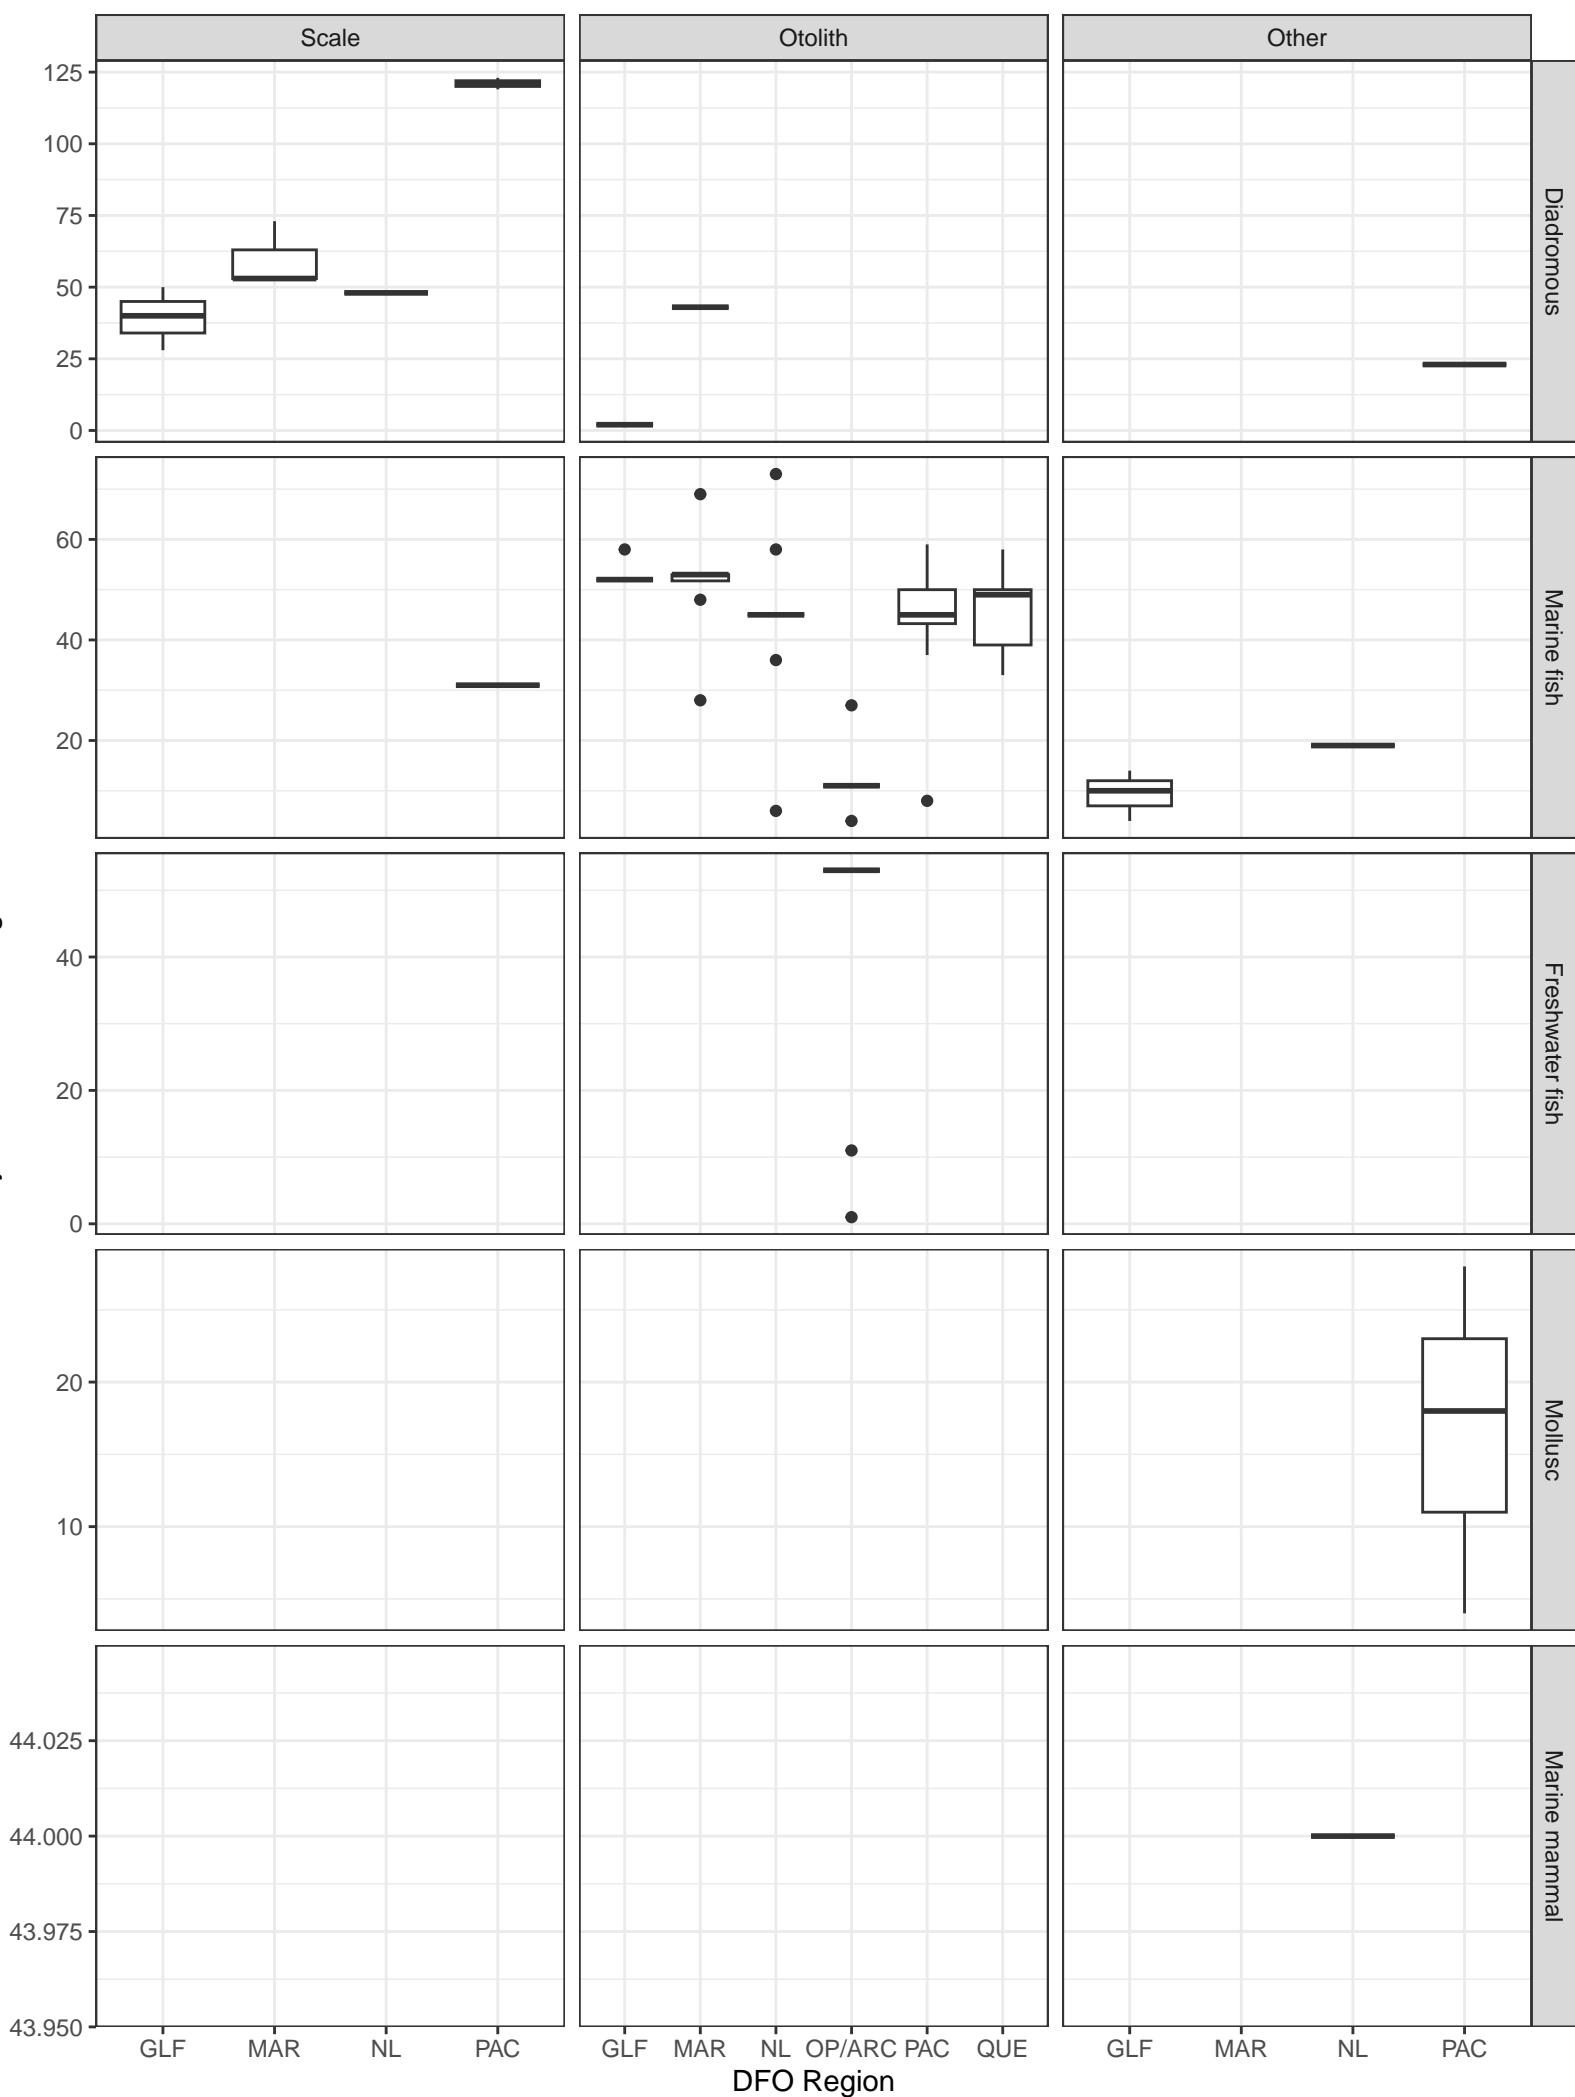 Scale Otolith Other
125
100
75
50
25
0
Diadromous
60
40
20
Marine fish
40
20
0
Freshwater fish
20
10
Mollusc
44.025
44.000
43.975
43.950
Marine mammal
GLF MAR NL PAC GLF MAR NL OP/ARC PAC QUE GLF MAR NL PAC
DFO Region